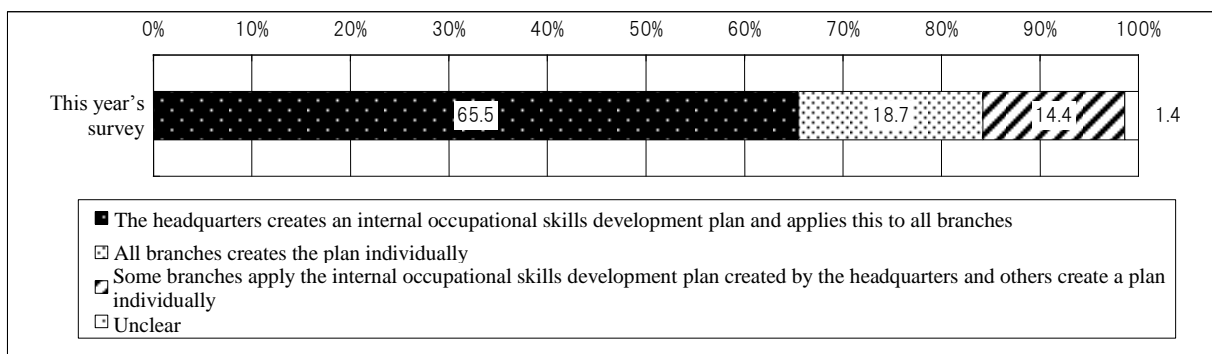 0% 10% 20% 30% 40% 50% 60% 70% 80% 90% 100%
This year's
survey
65.5 18.7 14.4 1.4
The headquarters creates an internal occupational skills development plan and applies this to all branches
All branches creates the plan individually
Some branches apply the internal occupational skills development plan created by the headquarters and others create a plan
individually
Unclear